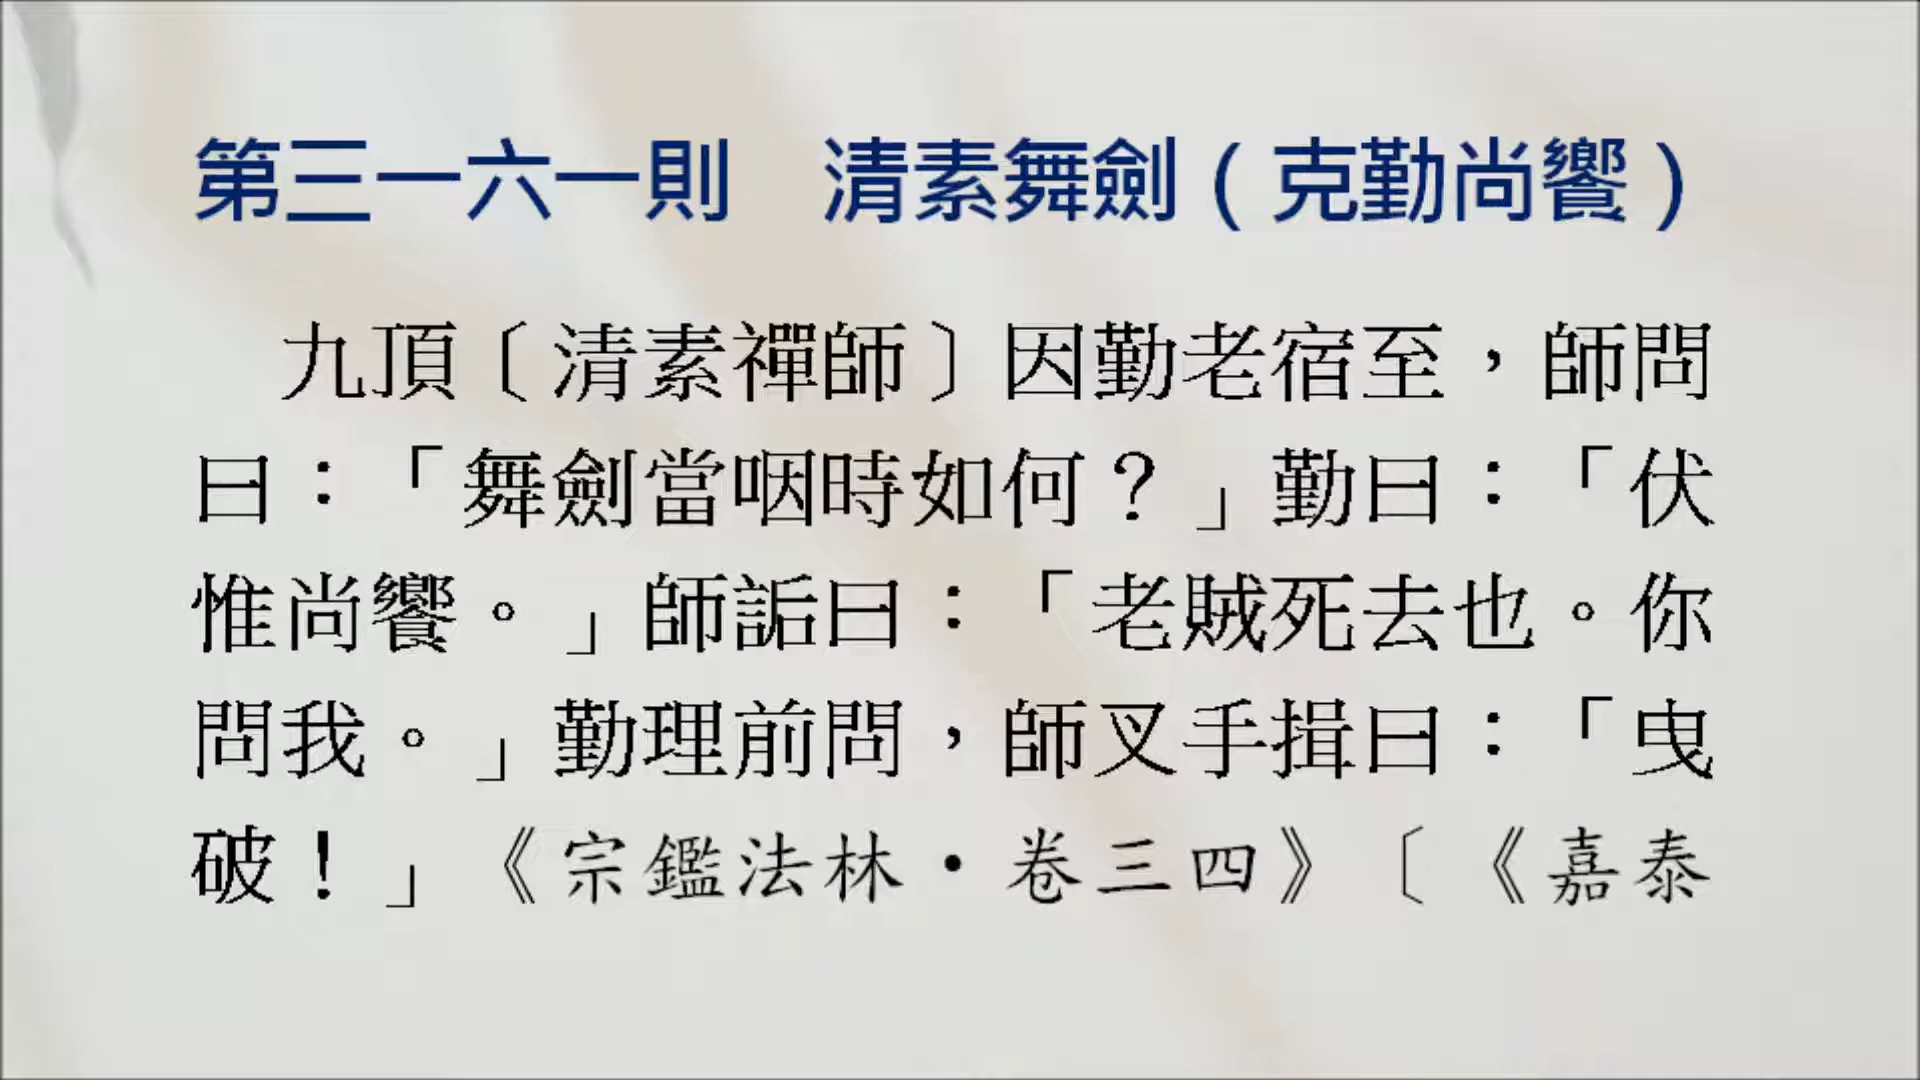 第三一六一則　清素舞劍（克勤尚饗）
九頂〔清素禪師〕因勤老宿至，師問
曰：「舞劍當咽時如何？」勤曰：「伏
惟尚饗。」師詬曰：「老賊死去也。你
問我。」勤理前問，師叉手揖曰：「曳
破！」《宗鑑法林・卷三四》〔《嘉泰